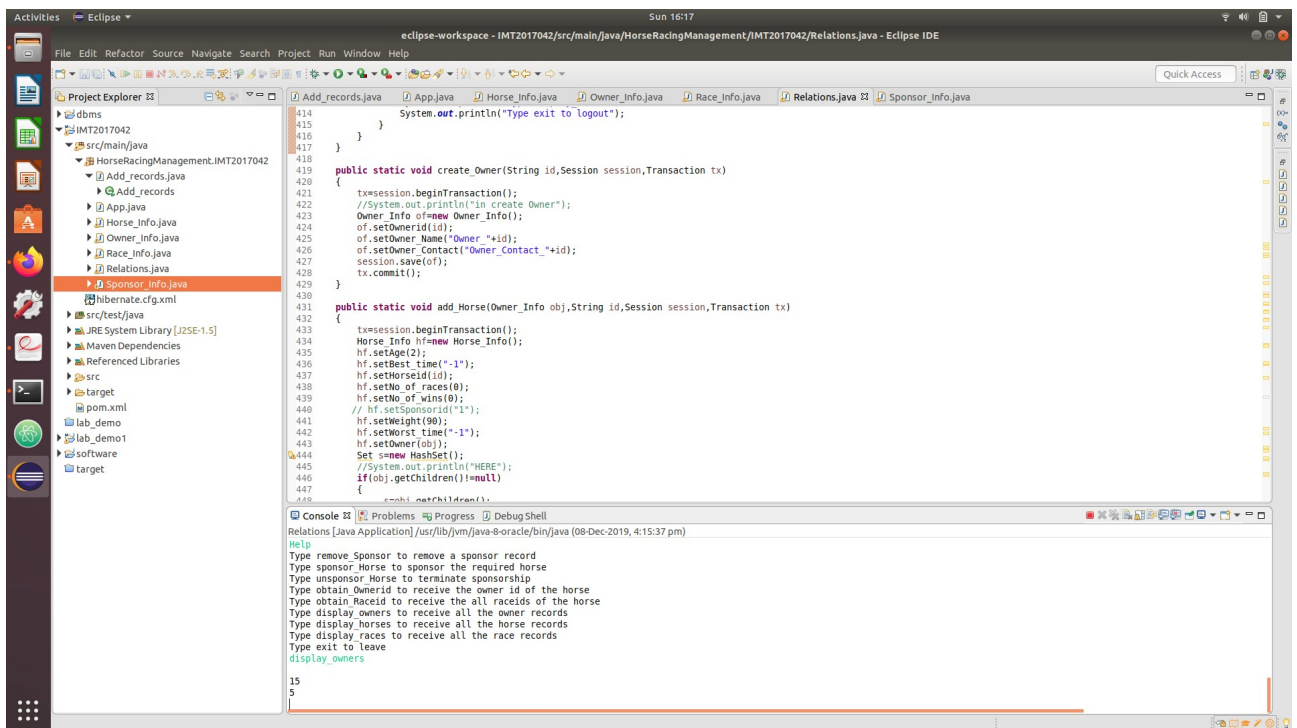 Activities Eclipse Sun 16:17
eclipse-workspace - IMT2017042/src/main/java/HorseRacingManagement/IMT2017042/Relations.java - Eclipse IDE
File Edit Refactor Source Navigate Search Project Run Window Help
Quick Access
Project Explorer
dbms
IMT2017042
src/main/java
HorseRacingManagement.IMT2017042
Add_records.java
Add_records
App.java
Horse_Info.java
Owner_Info.java
Race_Info.java
Relations.java
Sponsor_Info.java
hibernate.cfg.xml
src/test/java
JRE System Library [J2SE-1.5]
Maven Dependencies
Referenced Libraries
src
target
pom.xml
lab_demo
lab_demo1
software
target
Add_records.java App.java Horse_Info.java Owner_Info.java Race_Info.java Relations.java Sponsor_Info.java
414 System.out.println("Type exit to logout");
415 }
416 }
417 }
418
419 public static void create_Owner(String id,Session session,Transaction tx)
420 {
421 tx=session.beginTransaction();
422 //System.out.println("in create Owner");
423 Owner_Info of=new Owner_Info();
424 of.setOwnerid(id);
425 of.setOwner_Name("Owner_"+id);
426 of.setOwner_Contact("Owner_Contact_"+id);
427 session.save(of);
428 tx.commit();
429 }
430
431 public static void add_Horse(Owner_Info obj,String id,Session session,Transaction tx)
432 {
433 tx=session.beginTransaction();
434 Horse_Info hf=new Horse_Info();
435 hf.setAge(2);
436 hf.setBest_time("-1");
437 hf.setHorseid(id);
438 hf.setNo_of_races(0);
439 hf.setNo_of_wins(0);
440 // hf.setSponsorid("1");
441 hf.setWeight(90);
442 hf.setWorst_time("-1");
443 hf.setOwner(obj);
444 Set s=new HashSet();
445 //System.out.println("HERE");
446 if(obj.getChildren()!=null)
447 {
448 s=obj.getChildren();
Console Problems Progress Debug Shell
Relations [Java Application] /usr/lib/jvm/java-8-oracle/bin/java (08-Dec-2019, 4:15:37 pm)
Help
Type remove_Sponsor to remove a sponsor record
Type sponsor_Horse to sponsor the required horse
Type unsponsor_Horse to terminate sponsorship
Type obtain_Ownerid to receive the owner id of the horse
Type obtain_Raceid to receive the all raceids of the horse
Type display_owners to receive all the owner records
Type display_horses to receive all the horse records
Type display_races to receive all the race records
Type exit to leave
display_owners
15
5